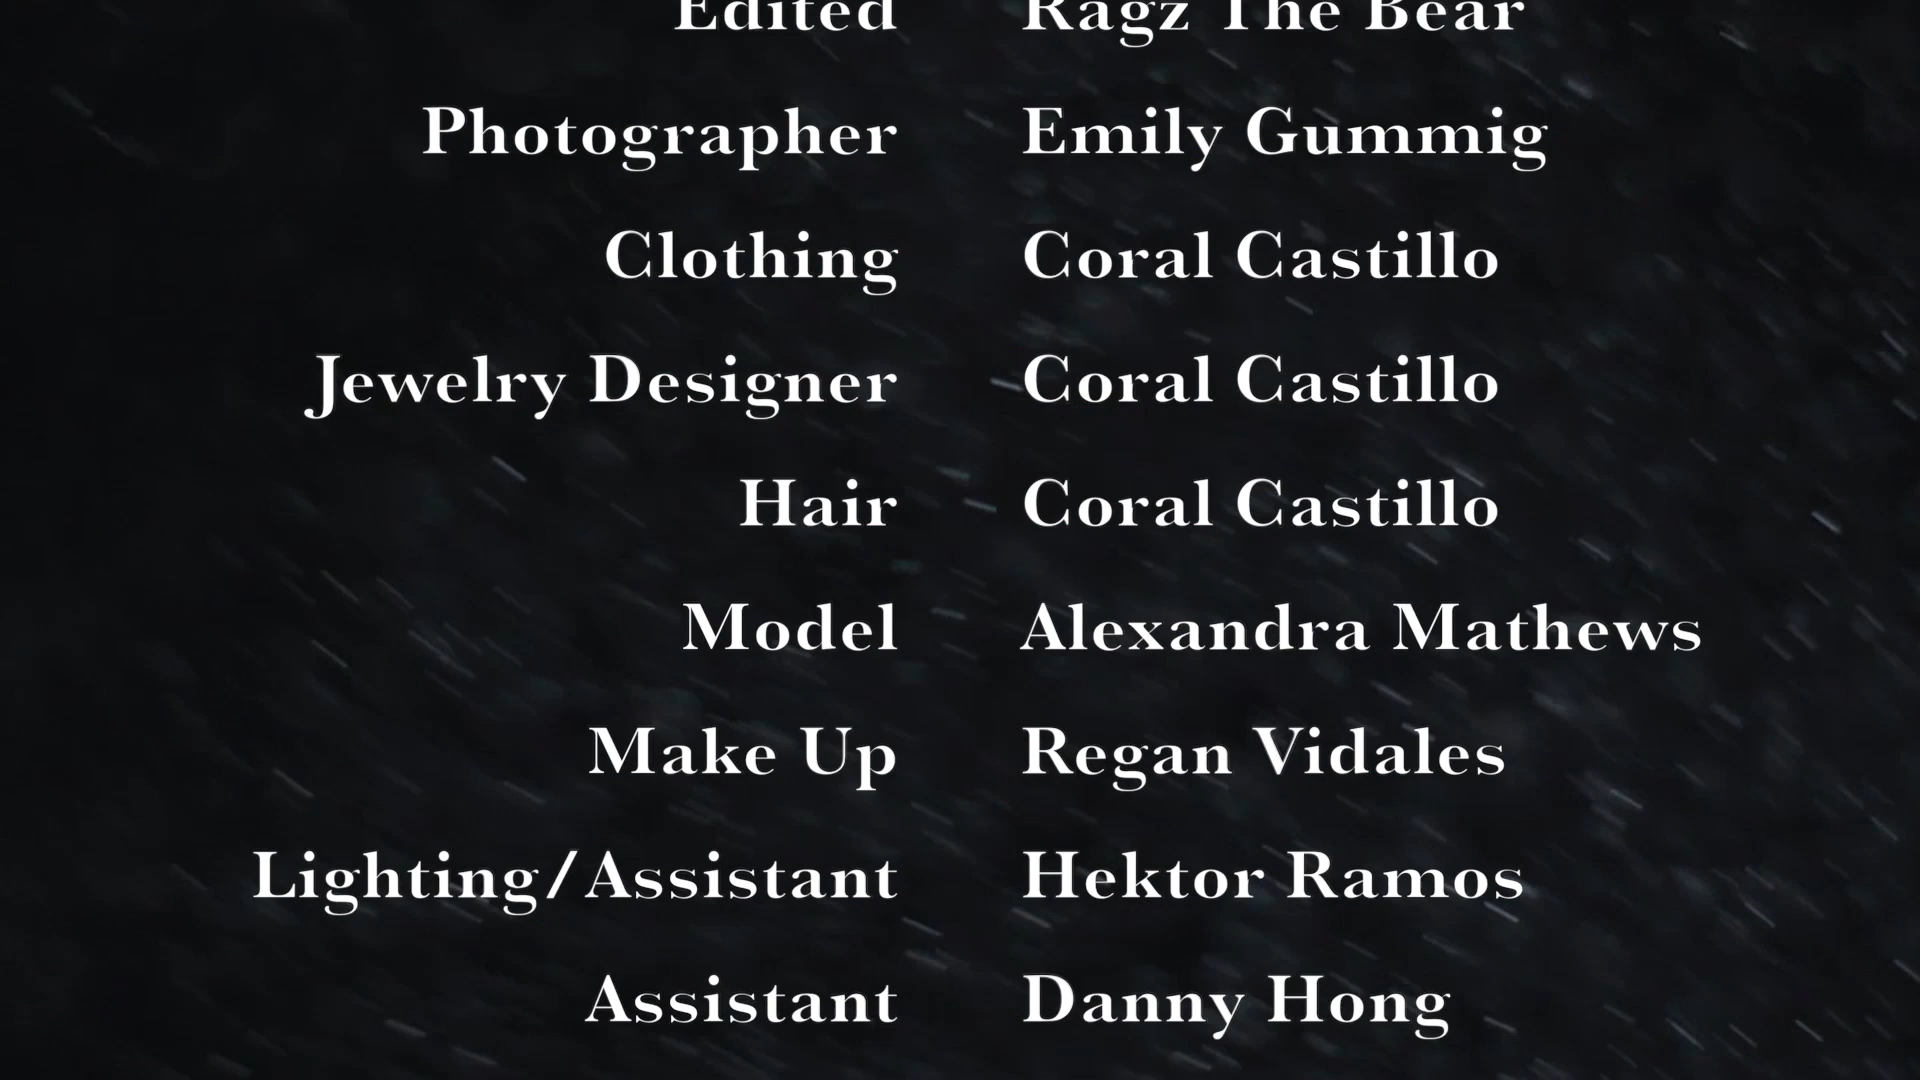 Edited Ragz The Bear
Photographer Emily Gummig
Clothing Coral Castillo
Jewelry Designer Coral Castillo
Hair Coral Castillo
Model Alexandra Mathews
Make Up Regan Vidales
Lighting/Assistant Hektor Ramos
Assistant Danny Hong